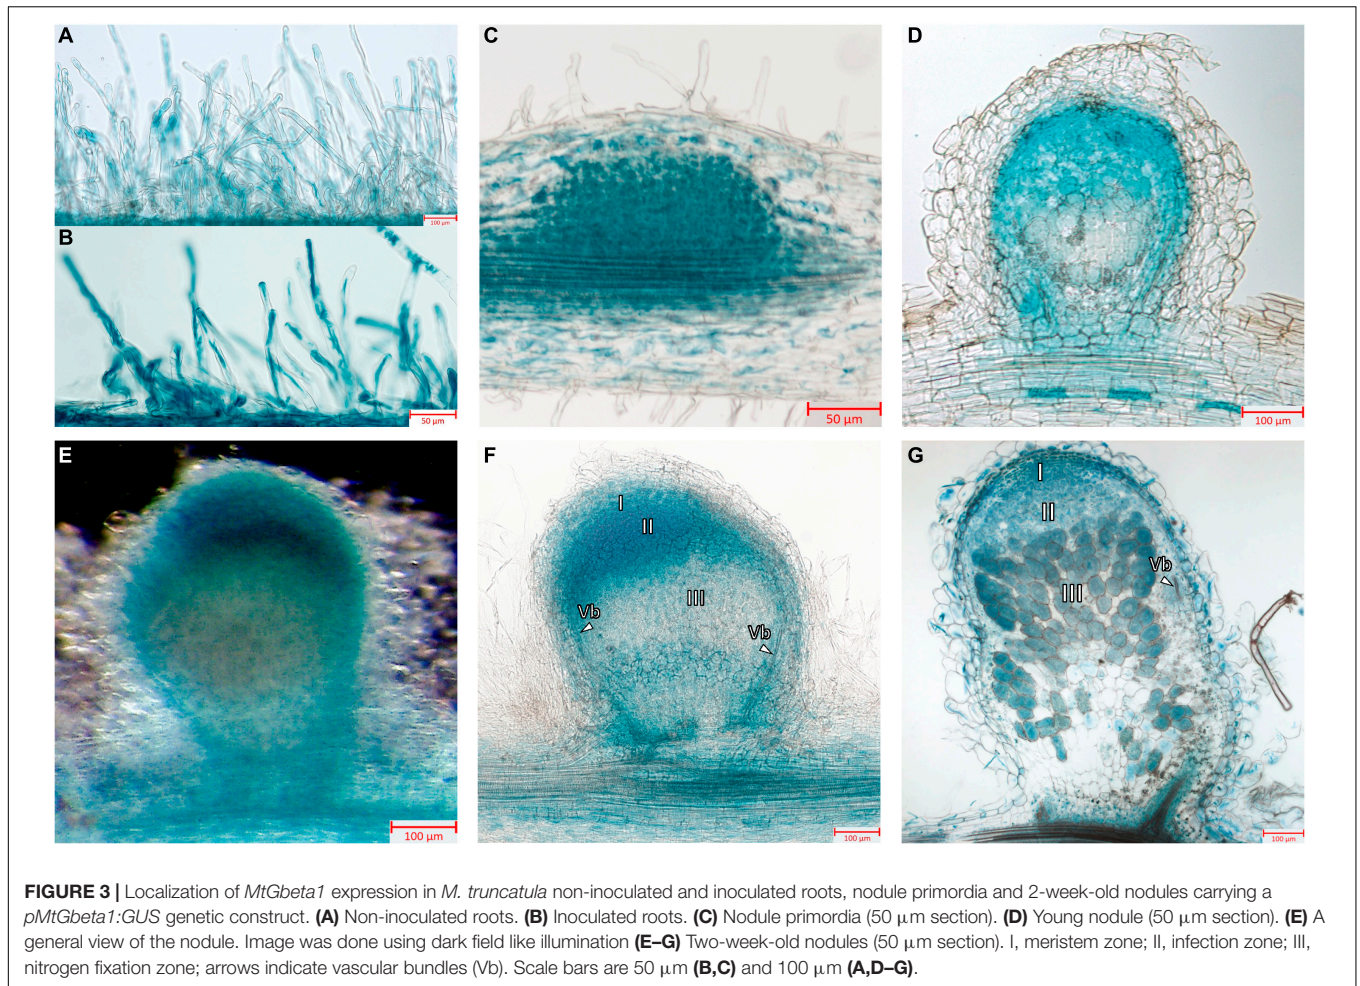 A
100 µm
B
50 µm
C
50 µm
D
100 µm
E
100 µm
F
I
II
III
Vb
Vb
100 µm
G
I
II
III
Vb
100 µm
FIGURE 3 | Localization of MtGbeta1 expression in M. truncatula non-inoculated and inoculated roots, nodule primordia and 2-week-old nodules carrying a
pMtGbeta1:GUS genetic construct. (A) Non-inoculated roots. (B) Inoculated roots. (C) Nodule primordia (50 µm section). (D) Young nodule (50 µm section). (E) A
general view of the nodule. Image was done using dark field like illumination (E–G) Two-week-old nodules (50 µm section). I, meristem zone; II, infection zone; III,
nitrogen fixation zone; arrows indicate vascular bundles (Vb). Scale bars are 50 µm (B,C) and 100 µm (A,D–G).